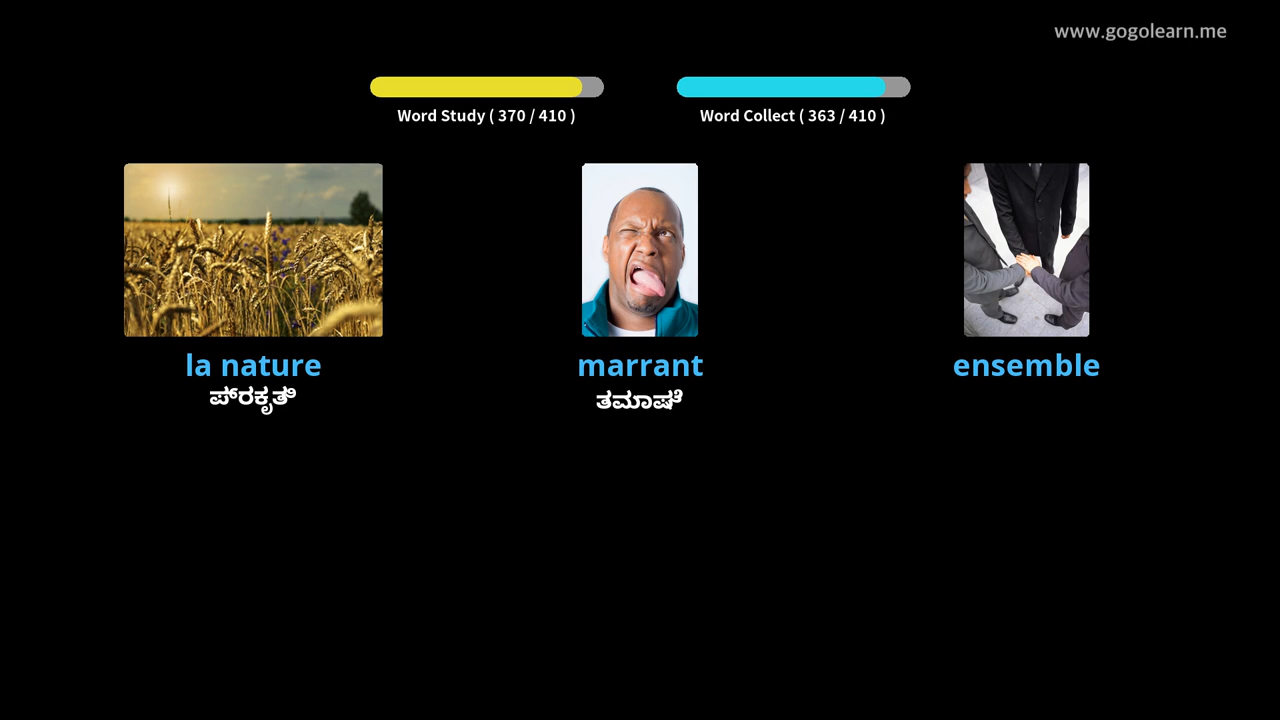 www.gogolearn.me
Word Study ( 370 / 410 )
Word Collect ( 363 / 410 )
la nature
marrant
ensemble
ಪ್ರಕೃತಿ
ತಮಾಷೆ